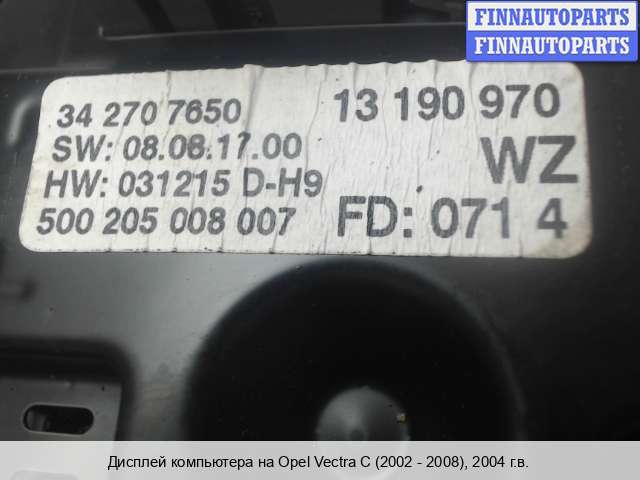 FINNAUTOPARTS
FINNAUTOPARTS
34 270 7650 13 190 970
SW: 08.08.17.00 WZ
HW: 031215 D-H9
500 205 008 007 FD: 071 4
Дисплей компьютера на Opel Vectra C (2002 - 2008), 2004 г.в.